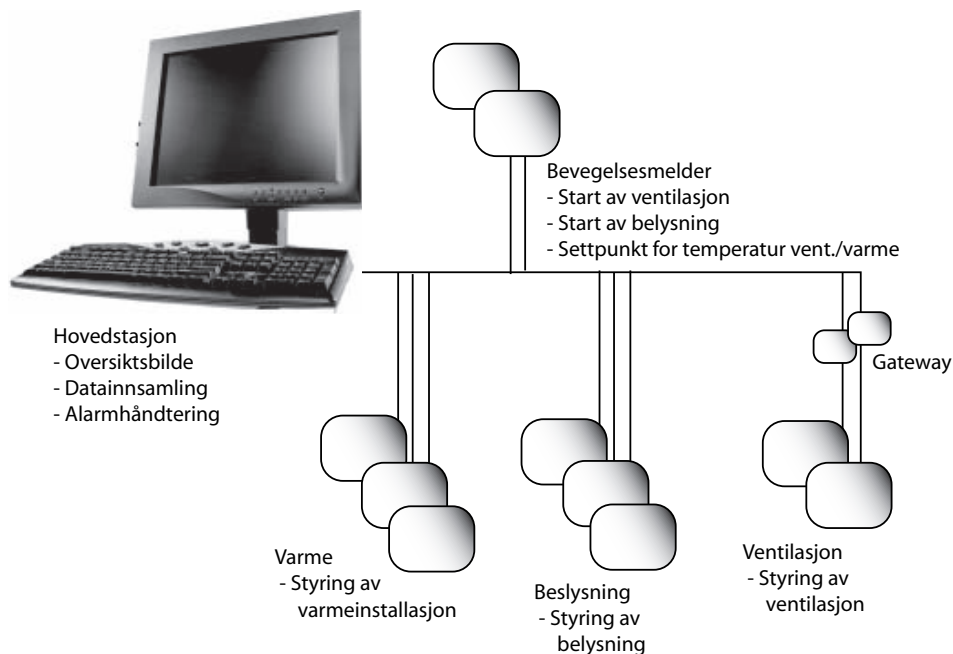 Bevegelsesmelder
- Start av ventilasjon
- Start av belysning
- Settpunkt for temperatur vent./varme
Hovedstasjon
- Oversiktsbilde
- Datainnsamling
- Alarmhåndtering
Gateway
Varme
- Styring av
varmeinstallasjon
Beslysning
- Styring av
belysning
Ventilasjon
- Styring av
ventilasjon